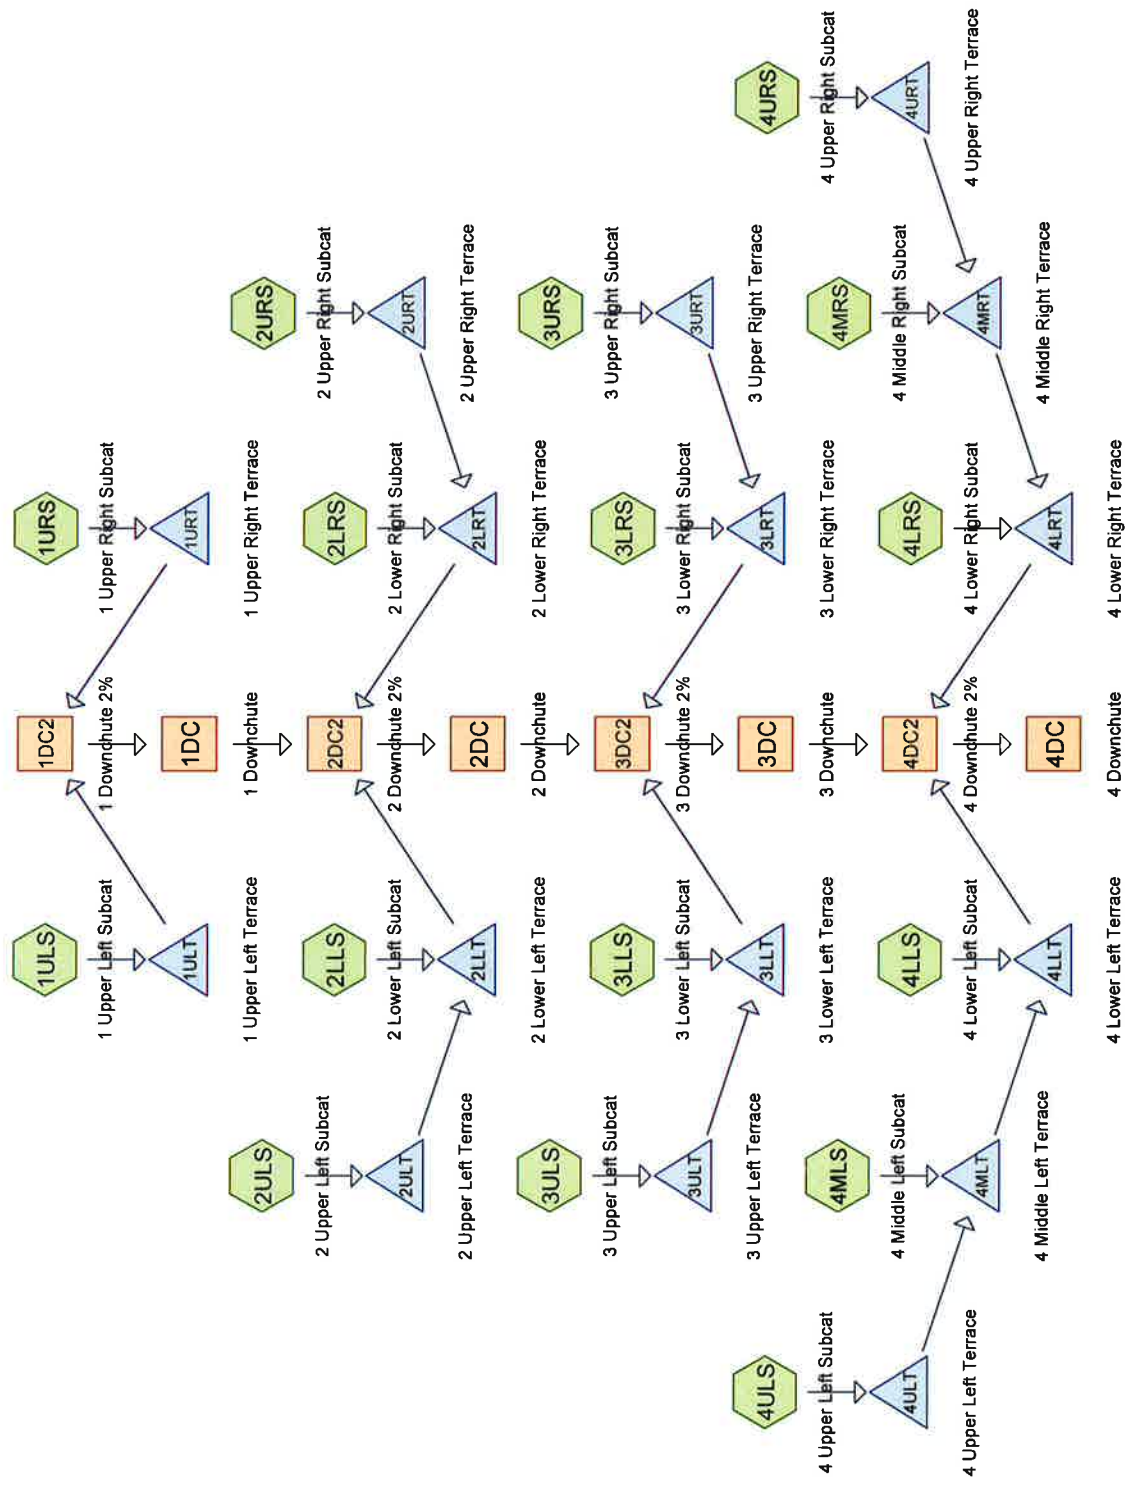 1ULS
1 Upper Left Subcat
1ULT
1 Upper Left Terrace
1DC2
1 Downchute 2%
1DC
1 Downchute
1URS
1 Upper Right Subcat
1URT
1 Upper Right Terrace
2ULS
2 Upper Left Subcat
2ULT
2 Upper Left Terrace
2LLS
2 Lower Left Subcat
2LLT
2 Lower Left Terrace
2DC2
2 Downchute 2%
2DC
2 Downchute
2LRS
2 Lower Right Subcat
2LRT
2 Lower Right Terrace
2URS
2 Upper Right Subcat
2URT
2 Upper Right Terrace
3ULS
3 Upper Left Subcat
3ULT
3 Upper Left Terrace
3LLS
3 Lower Left Subcat
3LLT
3 Lower Left Terrace
3DC2
3 Downchute 2%
3DC
3 Downchute
3LRS
3 Lower Right Subcat
3LRT
3 Lower Right Terrace
3URS
3 Upper Right Subcat
3URT
3 Upper Right Terrace
4ULS
4 Upper Left Subcat
4ULT
4 Upper Left Terrace
4MLS
4 Middle Left Subcat
4MLT
4 Middle Left Terrace
4LLS
4 Lower Left Subcat
4LLT
4 Lower Left Terrace
4DC2
4 Downchute 2%
4DC
4 Downchute
4LRS
4 Lower Right Subcat
4LRT
4 Lower Right Terrace
4MRS
4 Middle Right Subcat
4MRT
4 Middle Right Terrace
4URS
4 Upper Right Subcat
4URT
4 Upper Right Terrace